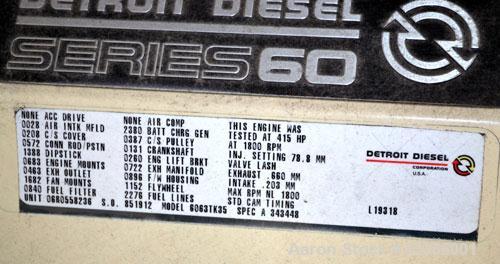 DETROIT DIESEL
SERIES 60
NONE ACC DRIVE
0028 AIR INTK MFLD
0208 C/S COVER
0572 CONN ROD/PSTN
1388 DIPSTICK
0683 ENGINE MOUNTS
0468 EXH OUTLET
1682 FAN MOUNTS
0840 FUEL FILTER
UNIT 06R0558236 S.O. 851912 MODEL 6063TK35 SPEC A 343448
NONE AIR COMP
2380 BATT CHRG GEN
0387 C/S PULLEY
0331 CRANKSHAFT
0260 ENG LIFT BRKT
0722 EXH MANIFOLD
0896 F/W HOUSING
1152 FLYWHEEL
2276 FUEL LINES
THIS ENGINE WAS
TESTED AT 415 HP
AT 1800 RPM
INJ. SETTING 78.8 MM
VALVE LASH
EXHAUST .660 MM
INTAKE .203 MM
MAX RPM NL 1800
STD CAM TIMING
DETROIT DIESEL
CORPORATION
U.S.A.
L19318